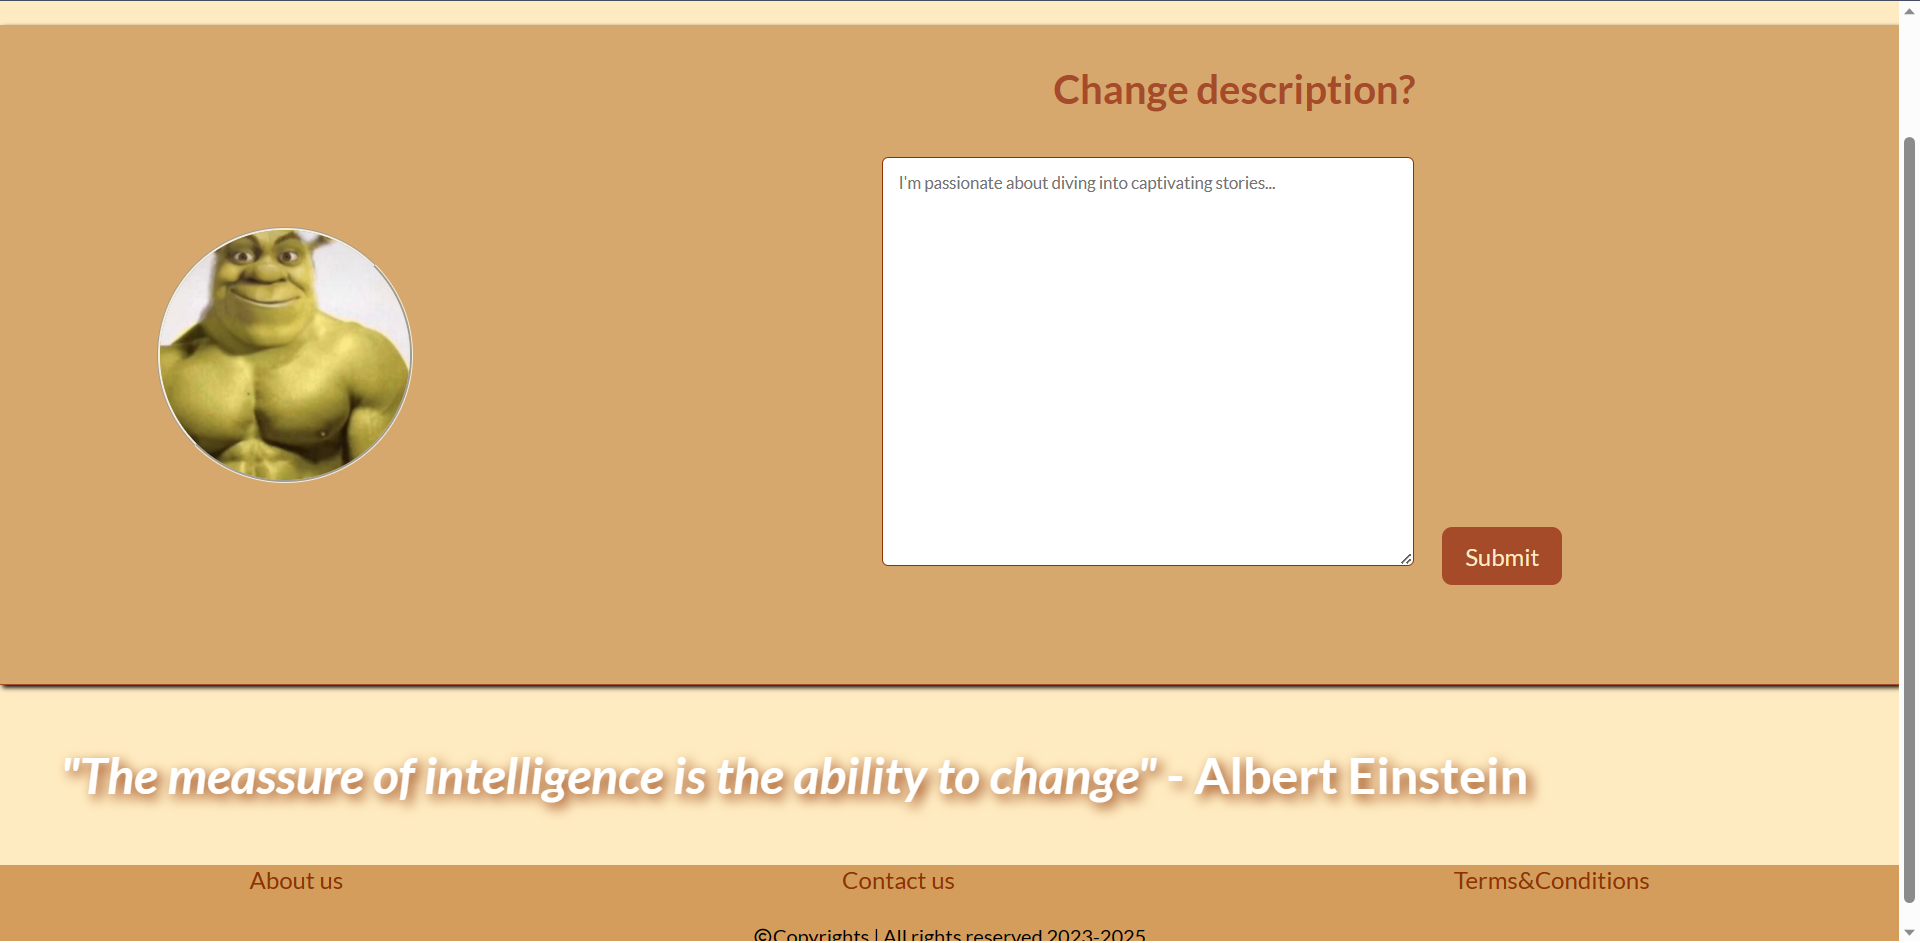 Change description?
I'm passionate about diving into captivating stories...
Submit
"The meassure of intelligence is the ability to change" - Albert Einstein
About us
Contact us
Terms&Conditions
©Copyrights | All rights reserved 2023-2025